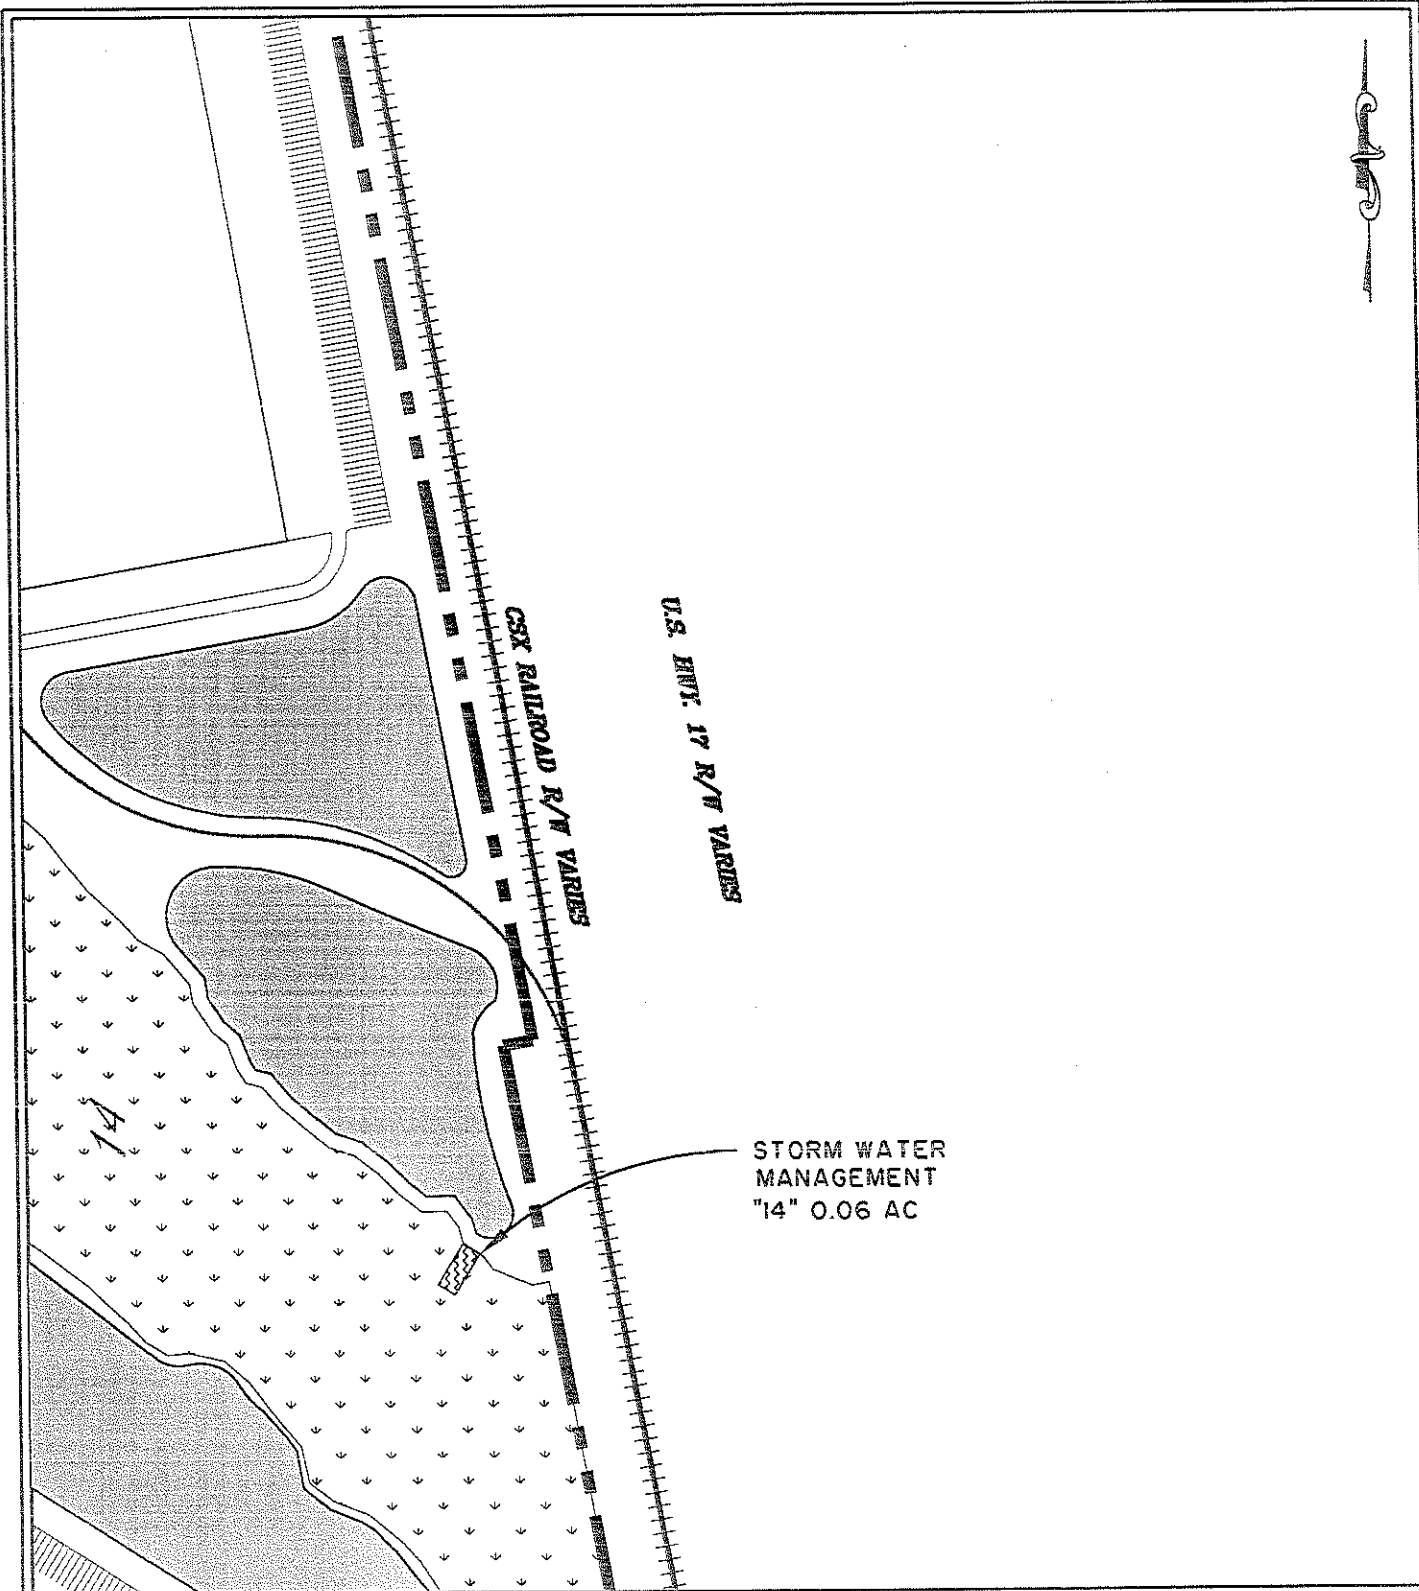 CSX RAILROAD R/W VARIES
U.S. HWY. 17 R/W VARIES
14
STORM WATER
MANAGEMENT
"14" 0.06 AC